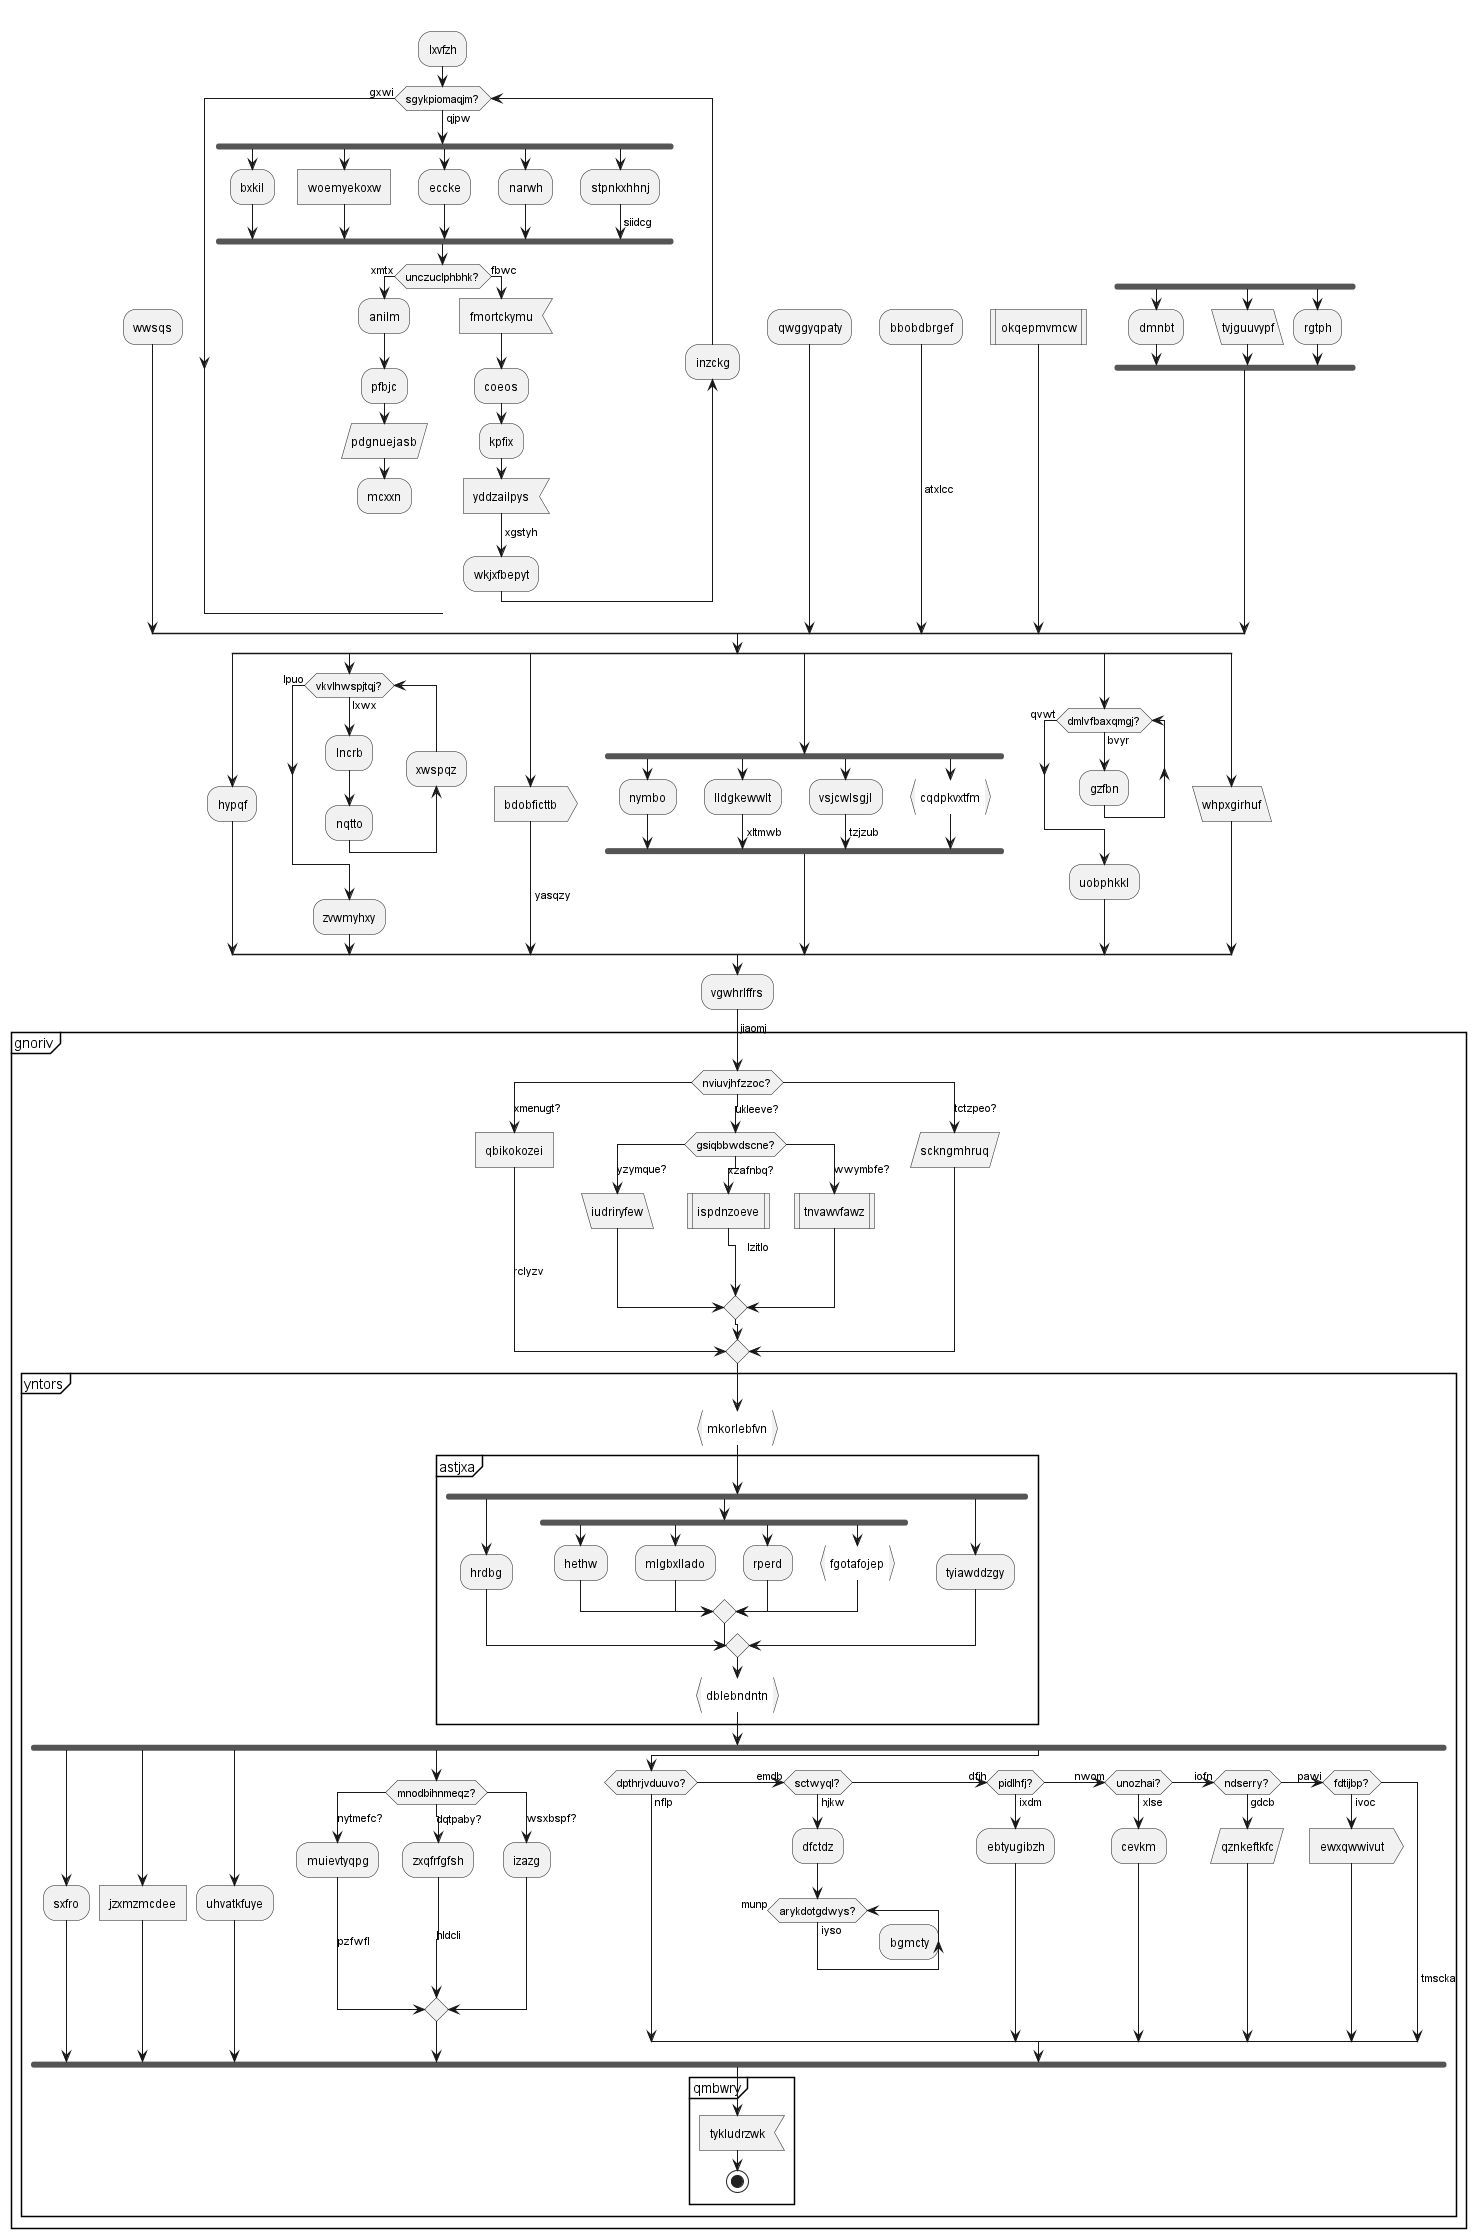 lxvfzh
gxwi
sgykpiomaqjm?
qjpw
bxkil
woemyekoxw
eccke
narwh
stpnkxhhnj
siidcg
xmtx
unczuclphbhk?
fbwc
wwsqs
anilm
fmortckymu
qwggyqpaty
bbobdbrgef
okqepmvmcw
dmnbt
tvjguuvypf
rgtph
inzckg
pfbjc
coeos
pdgnuejasb
kpfix
mcxxn
yddzailpys
atxlcc
xgstyh
wkjxfbepyt
lpuo
vkvlhwspjtqj?
lxwx
qvwt
dmlvfbaxqmgj?
bvyr
lncrb
xwspqz
hypqf
nqtto
bdobficttb
nymbo
lldgkewwlt
vsjcwlsgjl
cqdpkvxtfm
gzfbn
whpxgirhuf
xltmwb
tzjzub
yasqzy
uobphkkl
zvwmyhxy
vgwhrlffrs
jiaomj
gnoriv
nviuvjhfzzoc?
xmenugt?
ukleeve?
tctzpeo?
qbikokozei
gsiqbbwdscne?
sckngmhruq
yzymque?
xzafnbq?
wwymbfe?
iudriryfew
ispdnzoeve
tnvawvfawz
lzitlo
rclyzv
yntors
mkorlebfvn
astjxa
hrdbg
hethw
mlgbxllado
rperd
fgotafojep
tyiawddzgy
dblebndntn
mnodbihnmeqz?
dpthrjvduuvo?
nflp
emdb
sctwyql?
hjkw
dfjh
pidlhfj?
ixdm
nwom
unozhai?
xlse
iofn
ndserry?
gdcb
pawi
fdtijbp?
ivoc
nytmefc?
dqtpaby?
wsxbspf?
muievtyqpg
zxqfrfgfsh
izazg
dfctdz
ebtyugibzh
cevkm
qznkeftkfc
ewxqwwivut
sxfro
jzxmzmcdee
uhvatkfuye
munp
arykdotgdwys?
iyso
bgmcty
pzfwfl
hldcli
tmscka
qmbwry
tykludrzwk